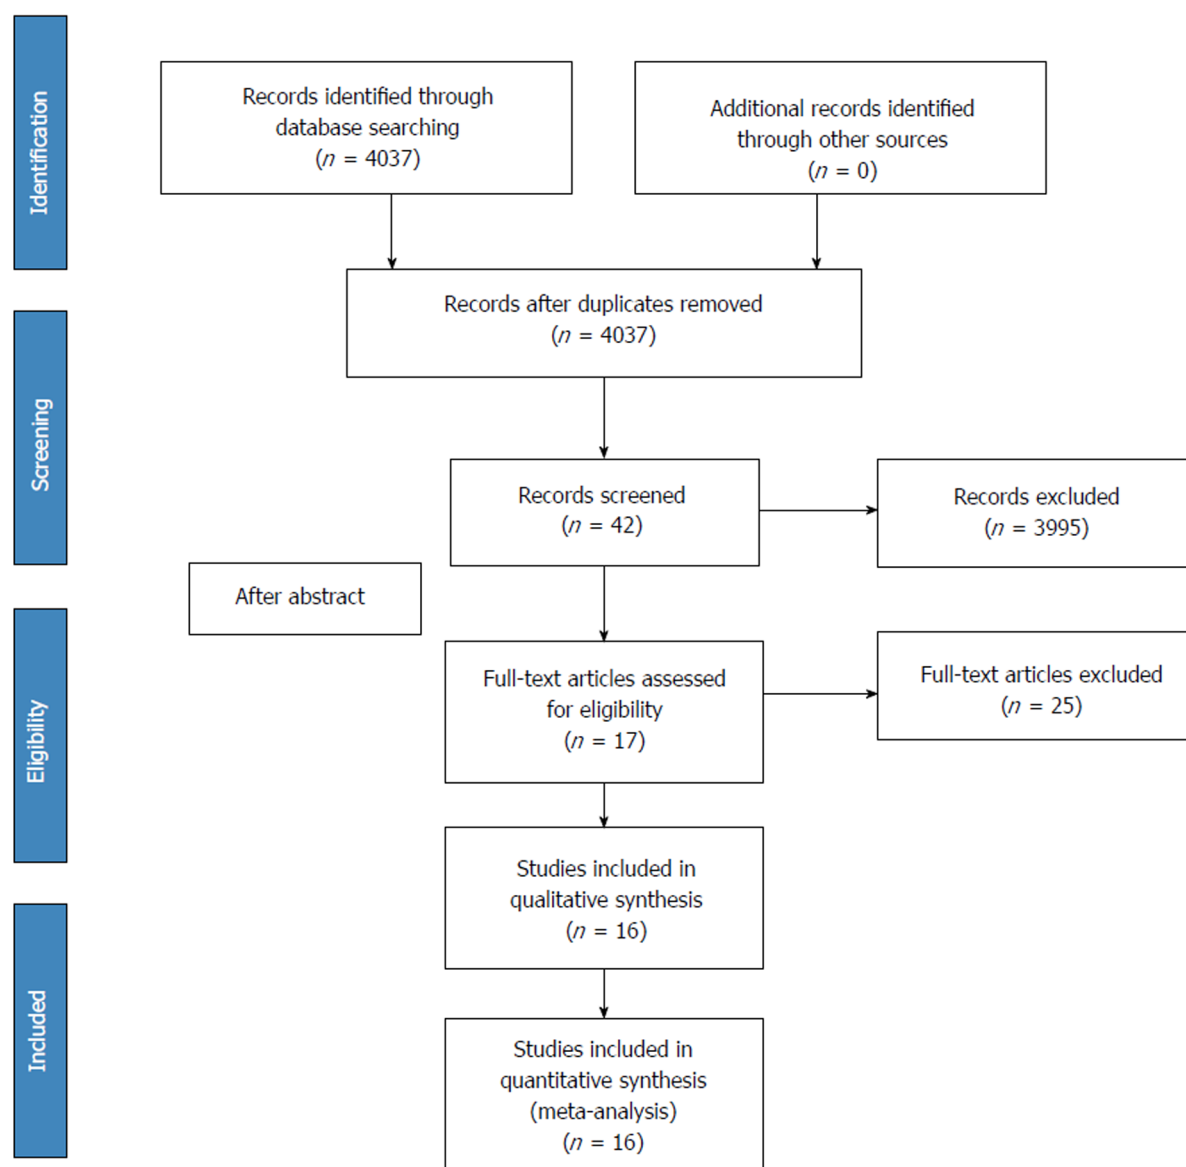 Identification
Records identified through
database searching
(n = 4037)
Additional records identified
through other sources
(n = 0)
Records after duplicates removed
(n = 4037)
Screening
Records screened
(n = 42)
Records excluded
(n = 3995)
After abstract
Eligibility
Full-text articles assessed
for eligibility
(n = 17)
Full-text articles excluded
(n = 25)
Studies included in
qualitative synthesis
(n = 16)
Included
Studies included in
quantitative synthesis
(meta-analysis)
(n = 16)